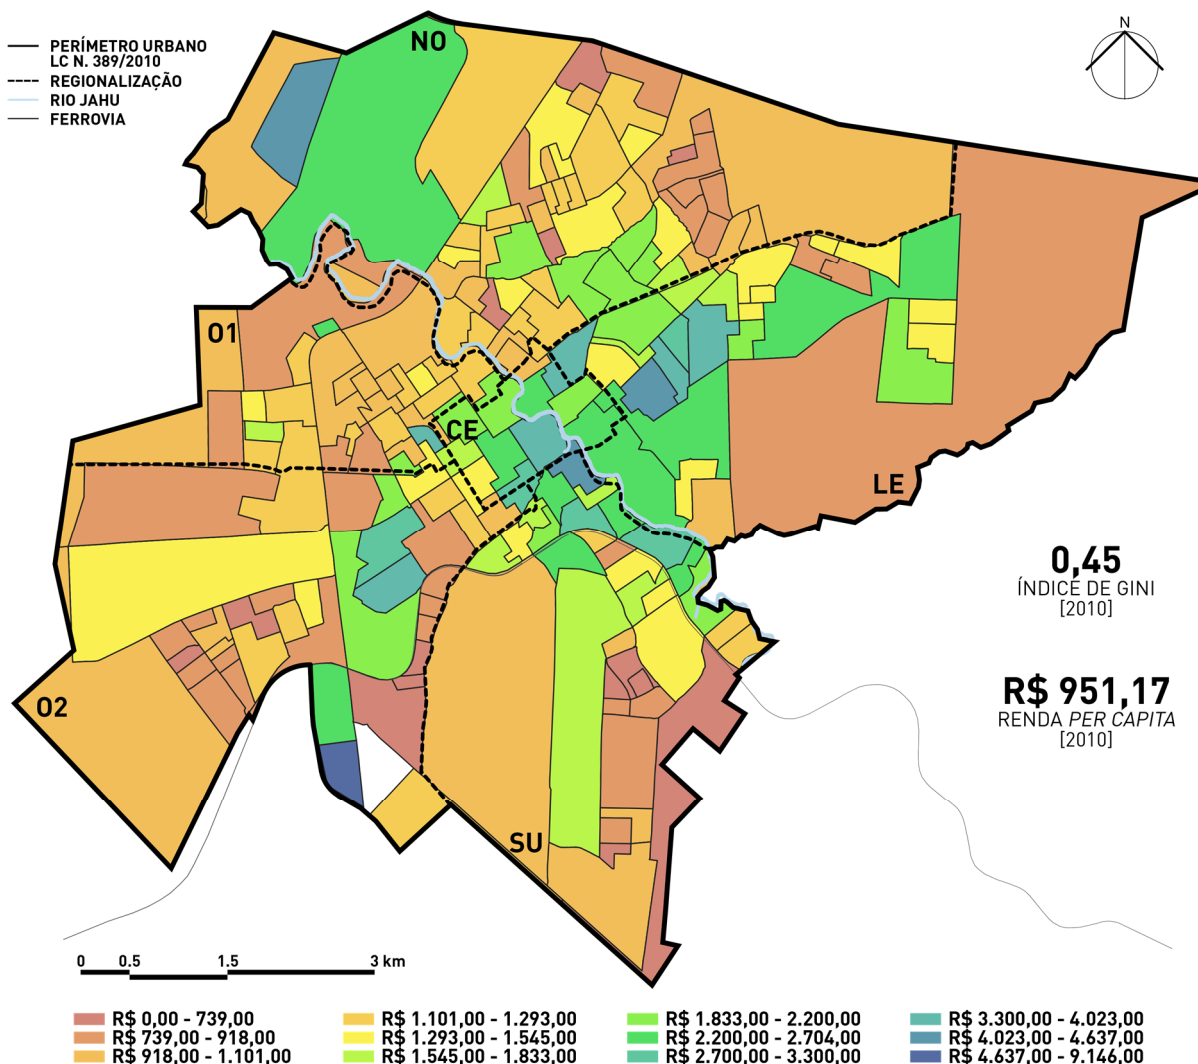 NO
N
PERÍMETRO URBANO
LC N. 389/2010
REGIONALIZAÇÃO
RIO JAHU
FERROVIA
O1
CE
LE
0,45
ÍNDICE DE GINI
[2010]
R$ 951,17
RENDA PER CAPITA
[2010]
O2
SU
0 0.5 1.5 3 km
R$ 0,00 - 739,00 R$ 1.101,00 - 1.293,00 R$ 1.833,00 - 2.200,00 R$ 3.300,00 - 4.023,00
R$ 739,00 - 918,00 R$ 1.293,00 - 1.545,00 R$ 2.200,00 - 2.704,00 R$ 4.023,00 - 4.637,00
R$ 918,00 - 1.101,00 R$ 1.545,00 - 1.833,00 R$ 2.700,00 - 3.300,00 R$ 4.637,00 - 7.146,00